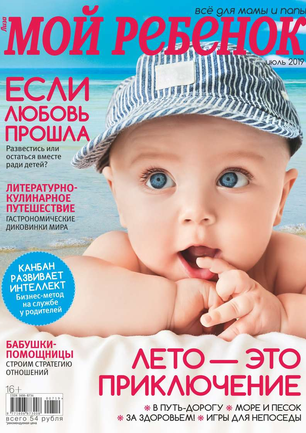 всё для мамы и папы
Лиза
МОЙ РЕБЕНОК
июль 2019
ЕСЛИ
ЛЮБОВЬ
ПРОШЛА
Развестись или
остаться вместе
ради детей?
ЛИТЕРАТУРНО-
КУЛИНАРНОЕ
ПУТЕШЕСТВИЕ
ГАСТРОНОМИЧЕСКИЕ
ДИКОВИНКИ МИРА
КАНБАН
РАЗВИВАЕТ
ИНТЕЛЛЕКТ
Бизнес-метод
на службе
у родителей
БАБУШКИ-
ПОМОЩНИЦЫ
СТРОИМ СТРАТЕГИЮ
ОТНОШЕНИЙ
16+
всего 54 рубля
ЛЕТО — ЭТО
ПРИКЛЮЧЕНИЕ
* В ПУТЬ-ДОРОГУ * МОРЕ И ПЕСОК
* ЗА ЗДОРОВЬЕМ! * ИГРЫ ДЛЯ НЕПОСЕДЫ